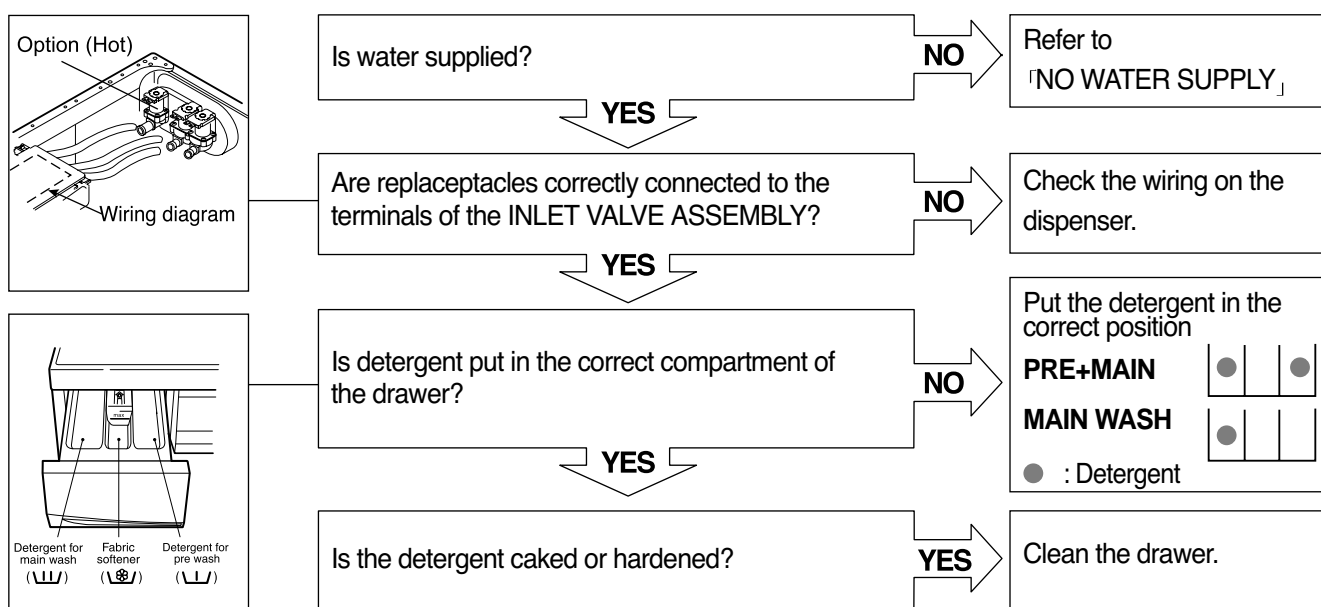 Option (Hot)
Wiring diagram
Is water supplied?
NO
Refer to
「NO WATER SUPPLY」
YES
Are replaceptacles correctly connected to the
terminals of the INLET VALVE ASSEMBLY?
NO
Check the wiring on the
dispenser.
YES
max
Detergent for
main wash
Fabric
softener
Detergent for
pre wash
Is detergent put in the correct compartment of
the drawer?
NO
Put the detergent in the
correct position
PRE+MAIN
MAIN WASH
: Detergent
YES
Is the detergent caked or hardened?
YES
Clean the drawer.